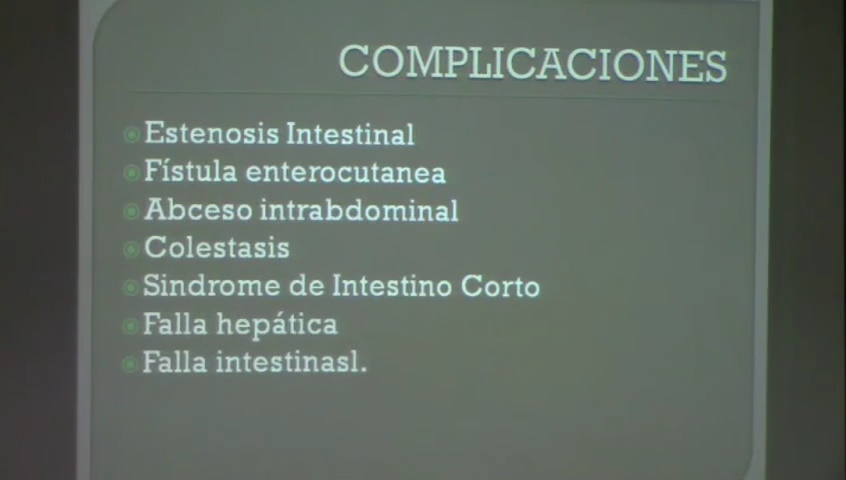 COMPLICACIONES
Estenosis Intestinal
Fístula enterocutanea
Abceso intrabdominal
Colestasis
Sindrome de Intestino Corto
Falla hepática
Falla intestinasl.